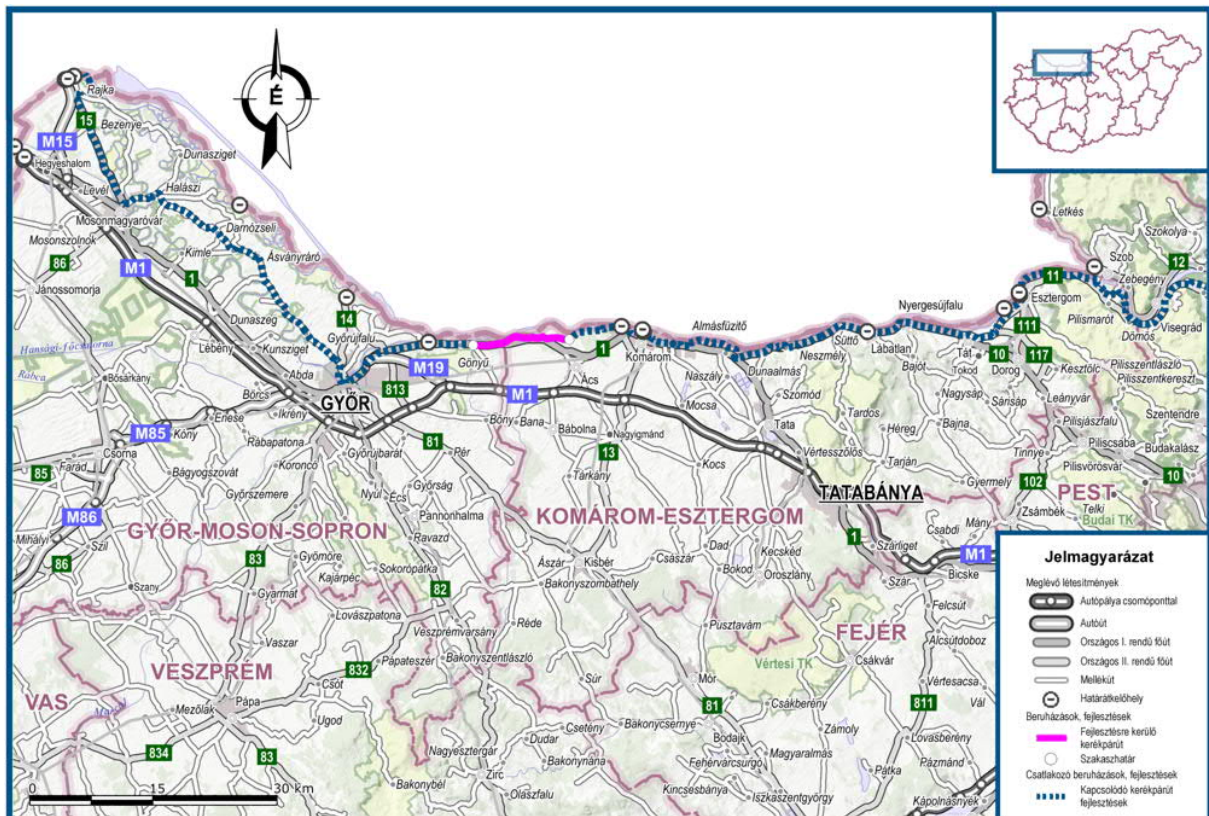 É
Rajka
15
Bezenye
M15
Hegyeshalom
Dunasziget
Levél
Halászi
Mosonmagyaróvár
Darnózseli
Mosonszolnok
86
M1
Kimle
Ásványráró
1
Jánossomorja
Dunaszeg
14
Győrújfalu
Hansági-főcsatorna
Lébény
Kunsziget
Rábca
Bősárkány
Abda
Börcs
GYŐR
Gönyű
M19
813
1
Komárom
Ács
M1
Almásfüzitő
Nyergesújfalu
Neszmély
Süttő
Lábatlan
Dunaalmás
Naszály
Bajót
Tát
Tokod
10
Dorog
111
117
Kesztölc
11
Esztergom
Letkés
Szob
Szokolya
12
Zebegény
Pilismarót
Dömös
Visegrád
Pilisszentlászló
Pilisszentkereszt
Szentendre
Leányvár
Pilisjászfalu
Piliscsaba
Budakalász
Tinnye
Pilisvörösvár
10
102
Zsámbék
PEST
Telki
Budai TK
M85
Enese
Ikrény
Kóny
Csorna
Rábapatona
85
Farád
Bágyogszovát
Koroncó
Győrújbarát
81
Pér
Bőny
Bana
Bábolna
Nagyigmánd
13
Mocsa
Tata
Szomód
Tardos
Héreg
Bajna
Nagysáp
Sárisáp
Vértesszőlős
Tarján
Gyermely
Kocs
Tárkány
TATABÁNYA
M86
Győrszemere
Nyúl
Écs
Győrság
Pannonhalma
Mihályi
86
Szil
GYŐR-MOSON-SOPRON
Ravazd
KOMÁROM-ESZTERGOM
Csabdi
Mány
1
Szárliget
M1
Bicske
Szár
83
Gyömöre
Kajárpéc
Sokorópátka
Ászár
Kisbér
Császár
Dad
Kecskéd
Bokod
Oroszlány
Szany
Gyarmat
82
Bakonyszombathely
Felcsút
Lovászpatona
Réde
Pusztavám
Veszprémvarsány
FEJÉR
Alcsútdoboz
Vaszar
VESZPRÉM
832
Pápateszér
Bakonyszentlászló
Vértesi TK
Csákvár
VAS
Marcal
Csót
Súr
Mór
Vértesacsa
Mezőlak
Pápa
81
Csákberény
811
Vál
Ugod
Csetény
Bakonycsernye
Zámoly
Lovasberény
834
83
Nagyesztergár
Dudar
Bakonynána
Bodajk
Magyaralmás
Fehérvárcsurgó
Pázmánd
Zirc
Pátka
Bakonybél
Olaszfalu
Kincsesbánya
Iszkaszentgyörgy
Kápolnásnyék
0 15 30 km
Jelmagyarázat
Meglévő létesítmények
Autópálya csomóponttal
Autóút
Országos I. rendű főút
Országos II. rendű főút
Mellékút
Határátkelőhely
Beruházások, fejlesztések
Fejlesztésre kerülő
kerékpárút
Szakaszhatár
Csatlakozó beruházások, fejlesztések
Kapcsolódó kerékpárút
fejlesztések